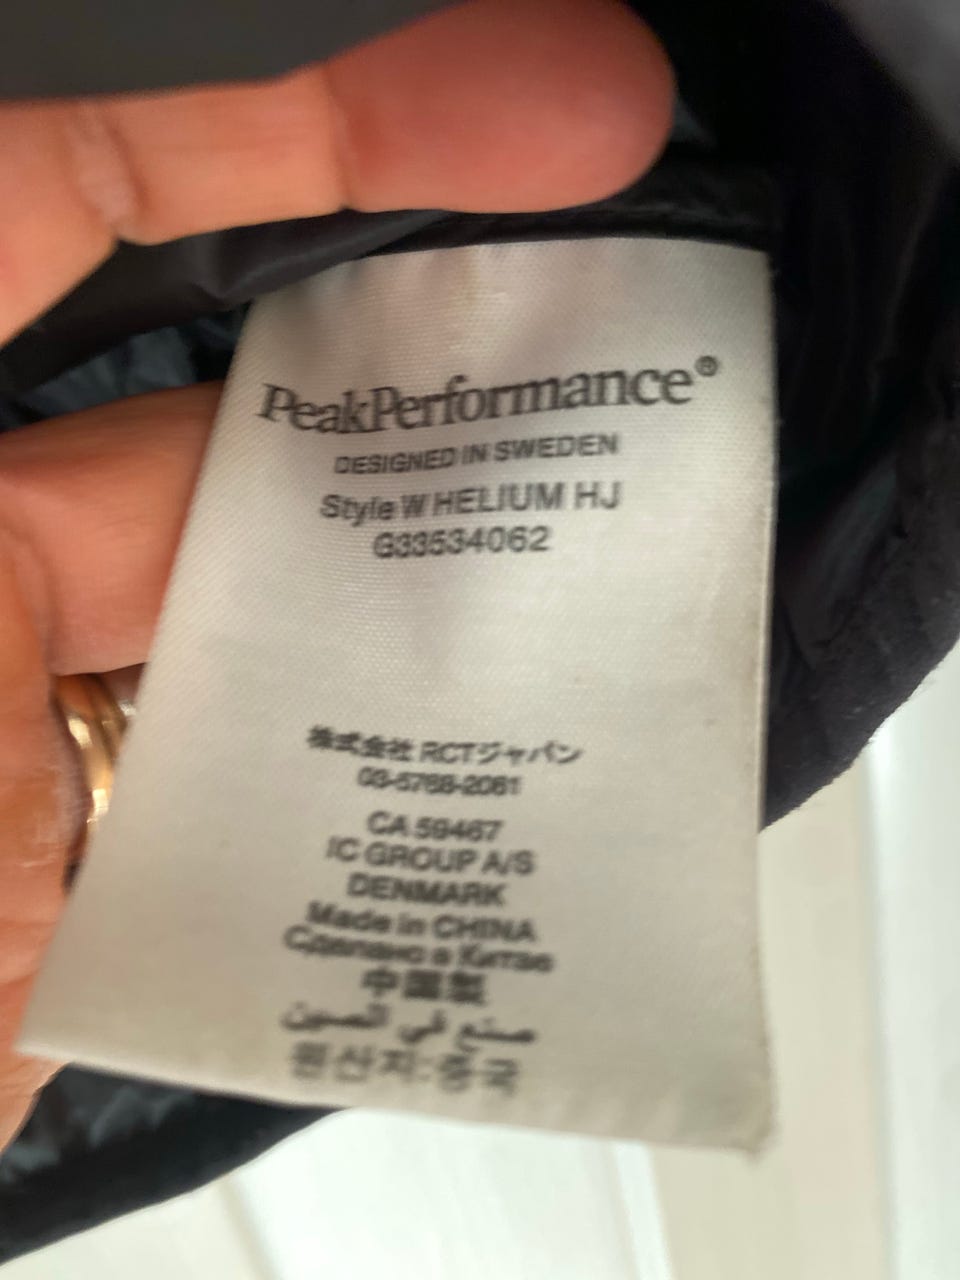 PeakPerformance®
DESIGNED IN SWEDEN
Style W HELIUM HJ
G33534062
株式会社 RCTジャパン
03-5768-2061
CA 59467
IC GROUP A/S
DENMARK
Made in CHINA
Сделано в Китае
中国製
صنع في الصين
원산지: 중국